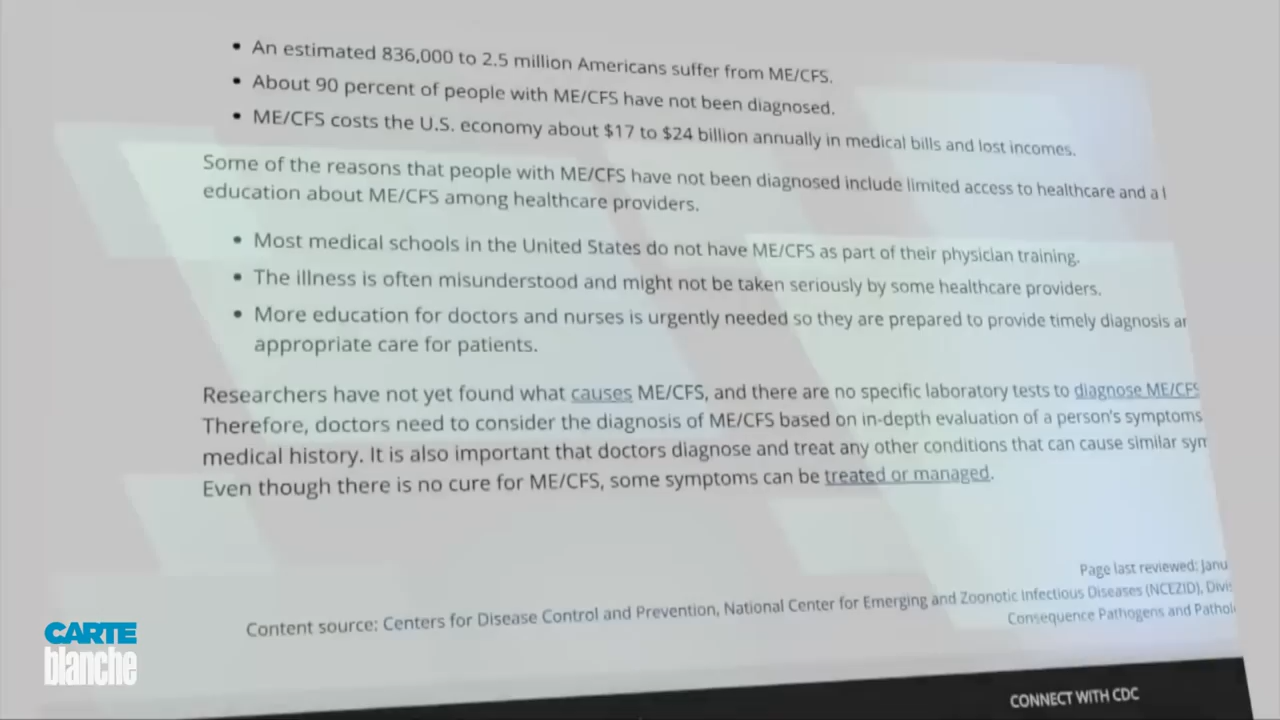 An estimated 836,000 to 2.5 million Americans suffer from ME/CFS.
About 90 percent of people with ME/CFS have not been diagnosed.
ME/CFS costs the U.S. economy about $17 to $24 billion annually in medical bills and lost incomes.
Some of the reasons that people with ME/CFS have not been diagnosed include limited access to healthcare and a l
education about ME/CFS among healthcare providers.
Most medical schools in the United States do not have ME/CFS as part of their physician training.
The illness is often misunderstood and might not be taken seriously by some healthcare providers.
More education for doctors and nurses is urgently needed so they are prepared to provide timely diagnosis ar
appropriate care for patients.
Researchers have not yet found what causes ME/CFS, and there are no specific laboratory tests to diagnose ME/CFS
Therefore, doctors need to consider the diagnosis of ME/CFS based on in-depth evaluation of a person's symptoms
medical history. It is also important that doctors diagnose and treat any other conditions that can cause similar syn
Even though there is no cure for ME/CFS, some symptoms can be treated or managed.
Page last reviewed: Janu
Content source: Centers for Disease Control and Prevention, National Center for Emerging and Zoonotic Infectious Diseases (NCEZID), Divis
Consequence Pathogens and Pathol
CARTE
blanche
CONNECT WITH CDC